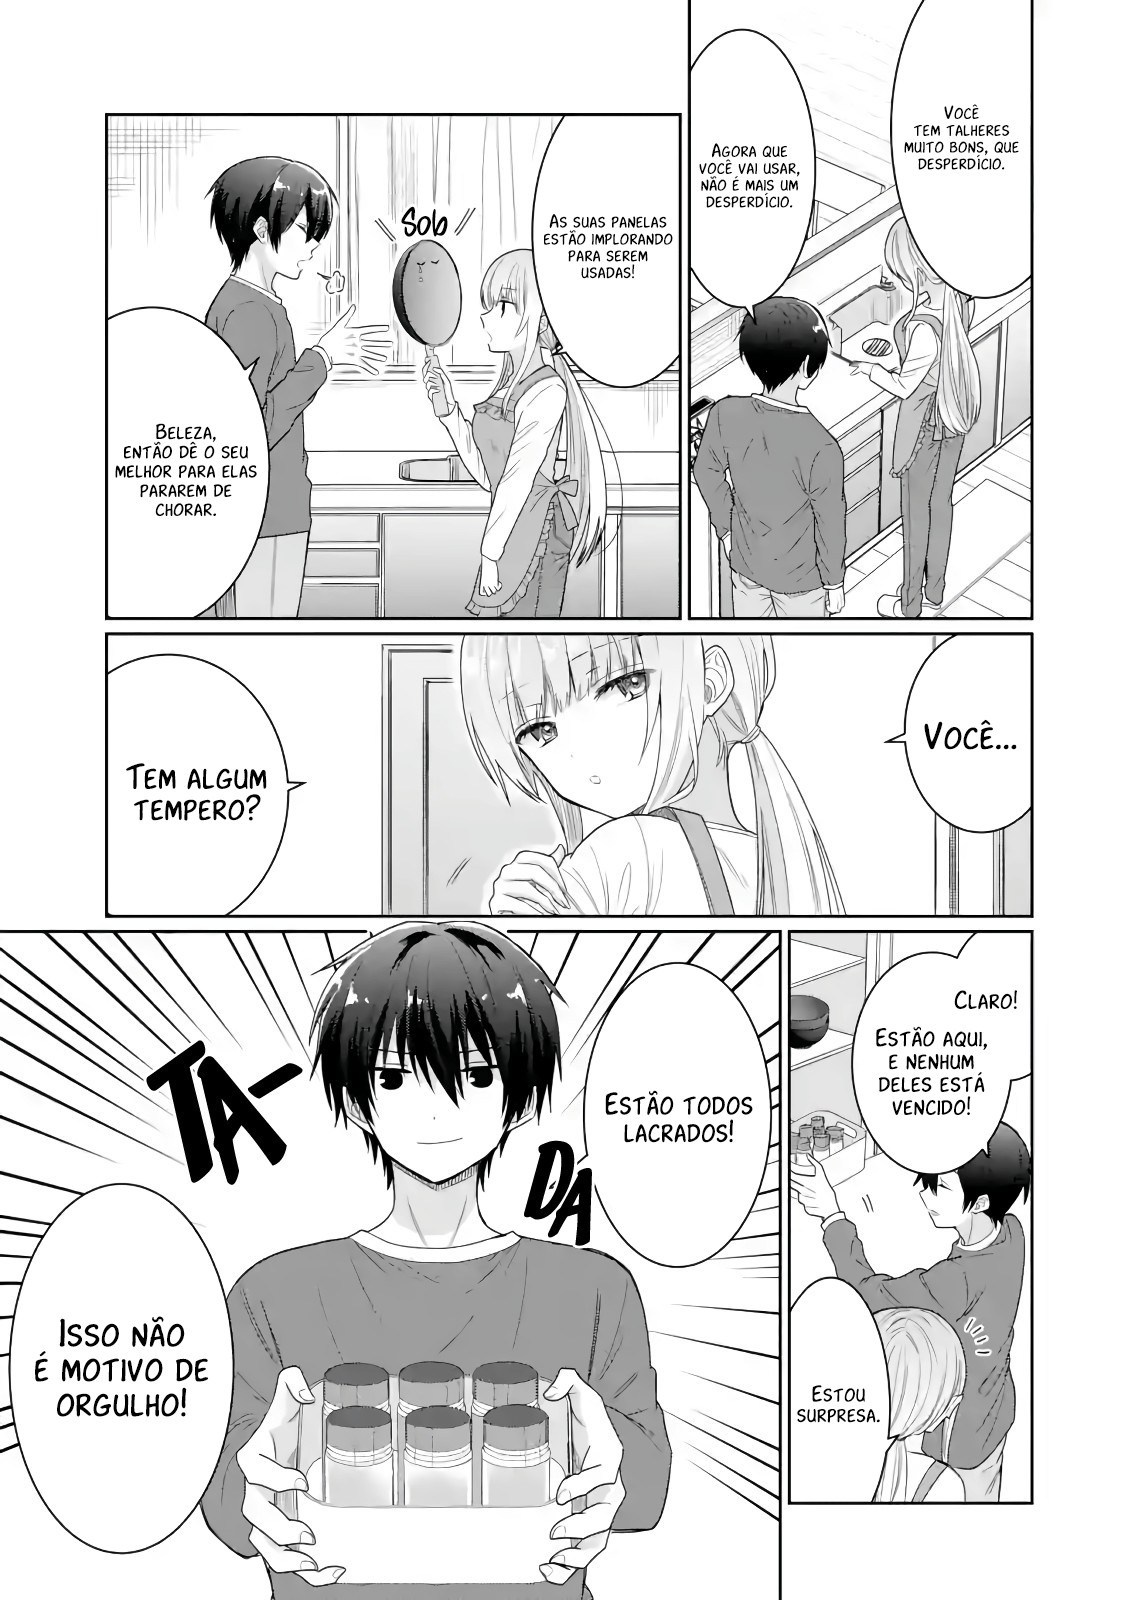 VOCÊ
TEM TALHERES
MUITO BONS, QUE
DESPERDÍCIO.
AGORA QUE
VOCÊ VAI USAR,
NÃO É MAIS UM
DESPERDÍCIO.
AS SUAS PANELAS
ESTÃO IMPLORANDO
PARA SEREM
USADAS!
SOB
BELEZA,
ENTÃO DÊ O SEU
MELHOR PARA ELAS
PARAREM DE
CHORAR.
VOCÊ...
TEM ALGUM
TEMPERO?
CLARO!
ESTÃO AQUI,
E NENHUM
DELES ESTÁ
VENCIDO!
ESTOU
SURPRESA.
ESTÃO TODOS
LACRADOS!
TA-
DA
ISSO NÃO
É MOTIVO DE
ORGULHO!